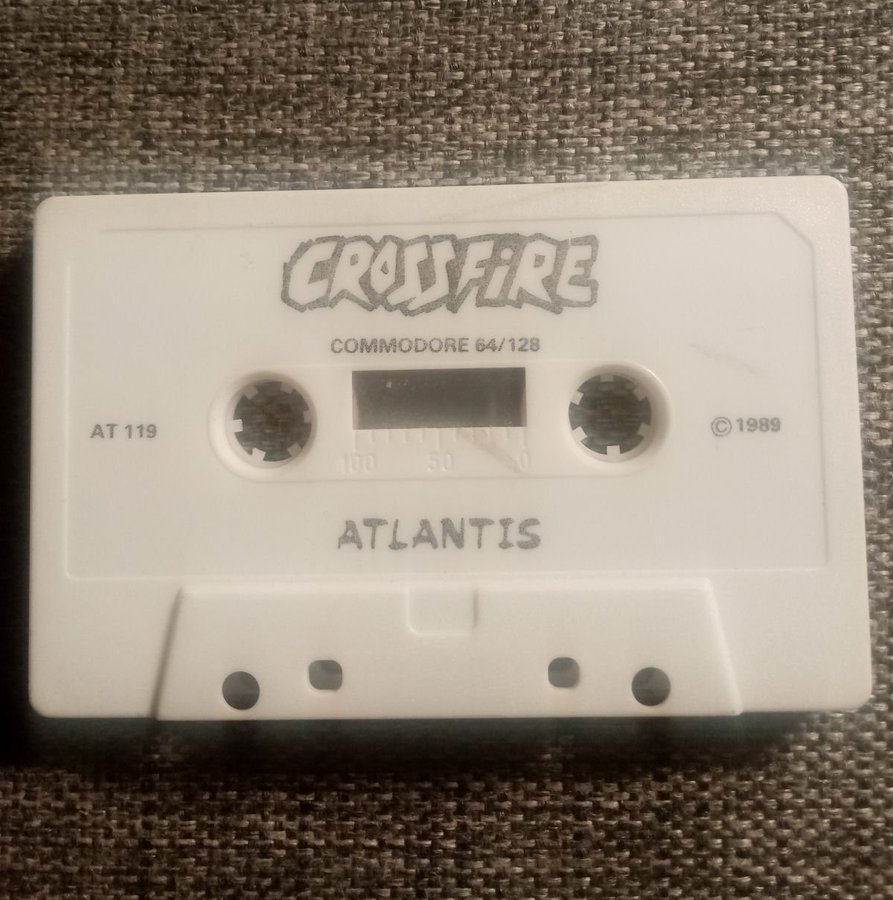 CROSSFiRE
COMMODORE 64/128
AT 119
© 1989
100 50 0
ATLANTIS